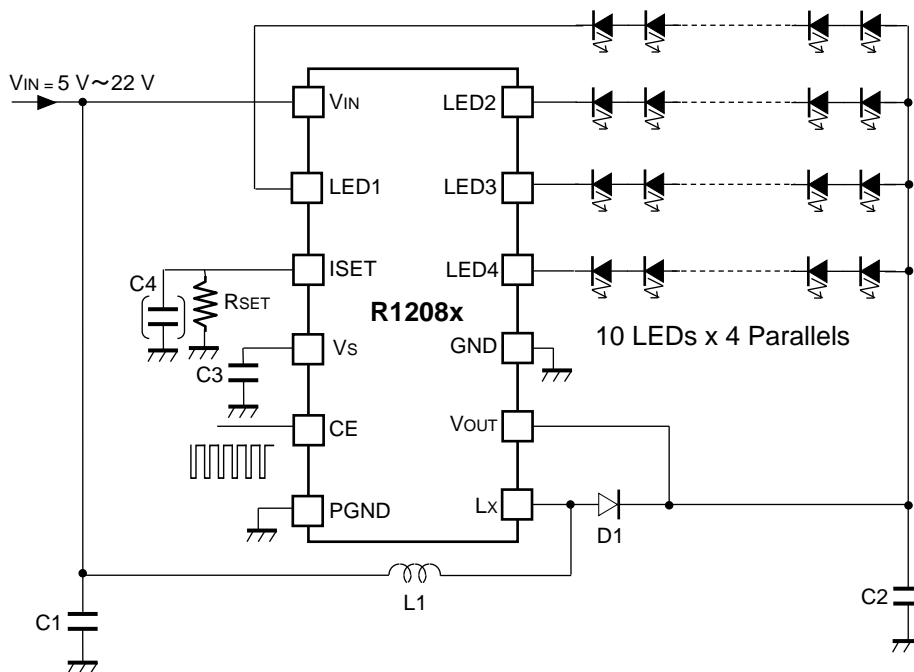 VIN = 5 V～22 V
VIN
LED2
LED1
LED3
ISET
LED4
C4
RSET
R1208x
10 LEDs x 4 Parallels
VS
GND
C3
CE
VOUT
PGND
LX
D1
L1
C1
C2